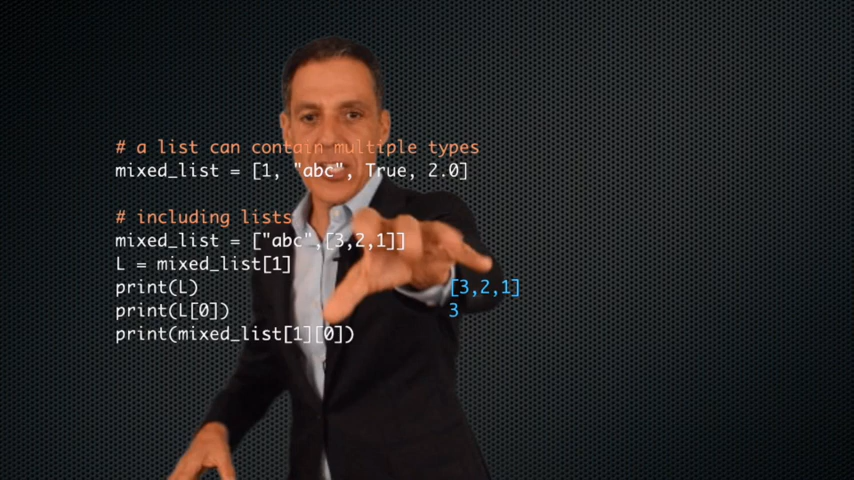 # a list can contain multiple types
mixed_list = [1, "abc", True, 2.0]
# including lists
mixed_list = ["abc",[3,2,1]]
L = mixed_list[1]
print(L) [3,2,1]
print(L[0]) 3
print(mixed_list[1][0])